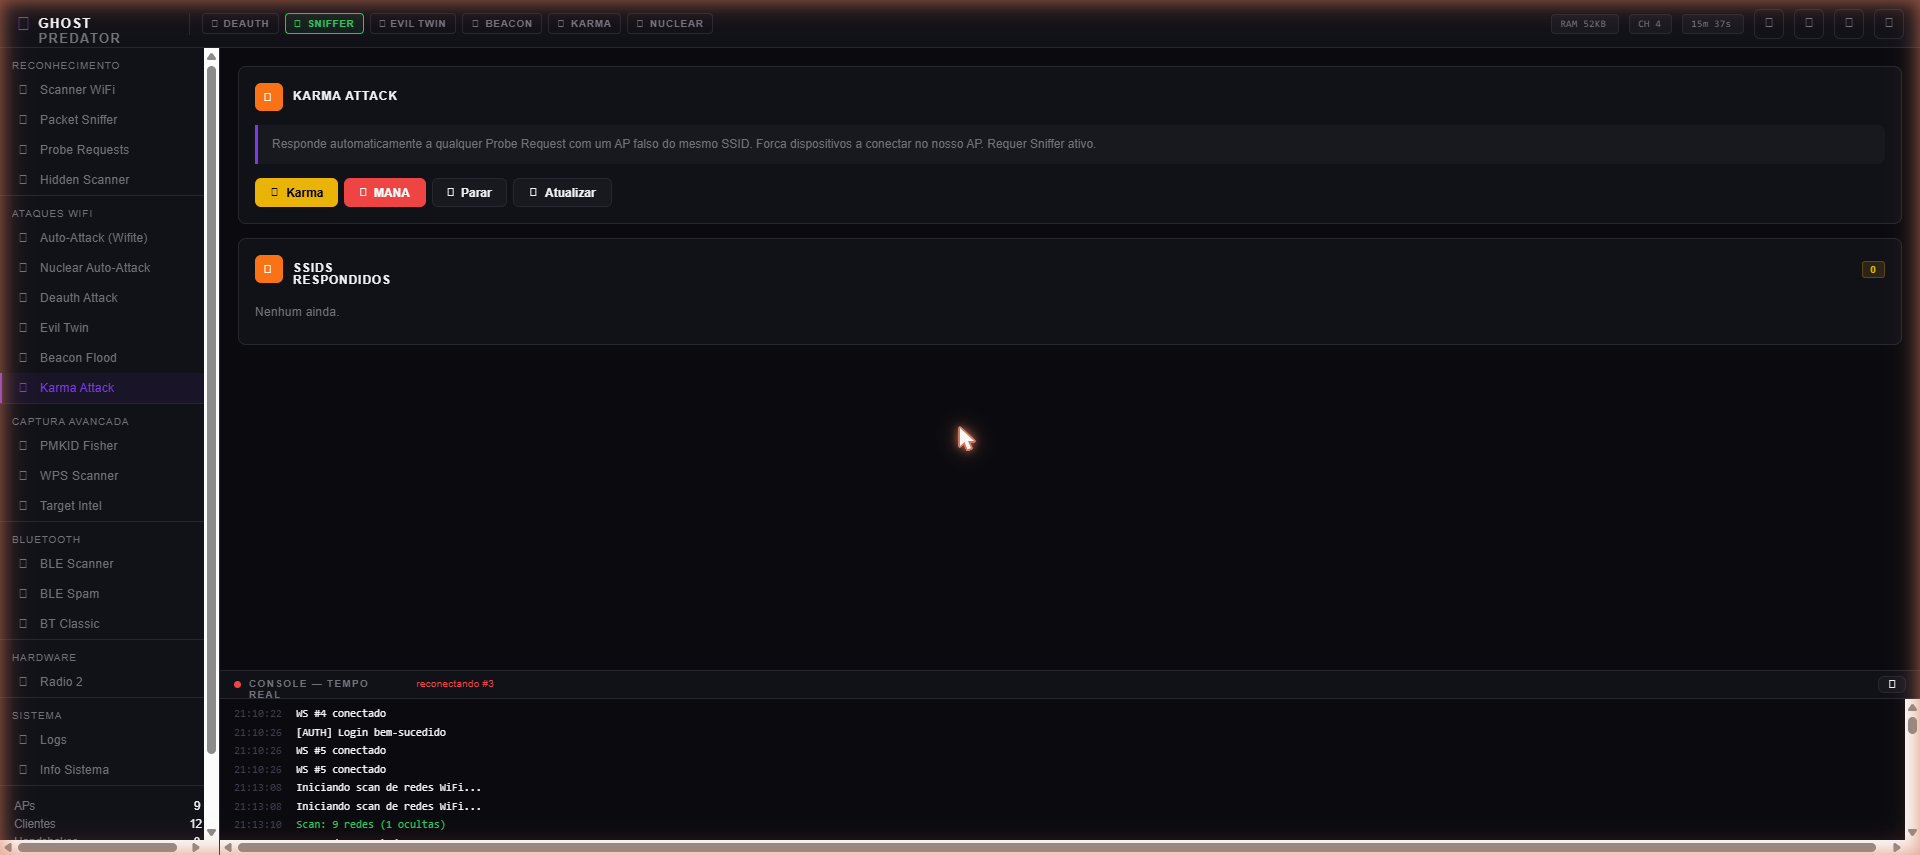 GHOST
PREDATOR
DEAUTH
SNIFFER
EVIL TWIN
BEACON
KARMA
NUCLEAR
RAM 52KB
CH 4
15m 37s
RECONHECIMENTO
Scanner WiFi
Packet Sniffer
Probe Requests
Hidden Scanner
ATAQUES WIFI
Auto-Attack (Wifite)
Nuclear Auto-Attack
Deauth Attack
Evil Twin
Beacon Flood
Karma Attack
CAPTURA AVANCADA
PMKID Fisher
WPS Scanner
Target Intel
BLUETOOTH
BLE Scanner
BLE Spam
BT Classic
HARDWARE
Radio 2
SISTEMA
Logs
Info Sistema
APs 9
Clientes 12
KARMA ATTACK
Responde automaticamente a qualquer Probe Request com um AP falso do mesmo SSID. Forca dispositivos a conectar no nosso AP. Requer Sniffer ativo.
Karma
MANA
Parar
Atualizar
SSIDS
RESPONDIDOS
0
Nenhum ainda.
CONSOLE — TEMPO
REAL
reconectando #3
21:10:22 WS #4 conectado
21:10:26 [AUTH] Login bem-sucedido
21:10:26 WS #5 conectado
21:10:26 WS #5 conectado
21:13:08 Iniciando scan de redes WiFi...
21:13:08 Iniciando scan de redes WiFi...
21:13:10 Scan: 9 redes (1 ocultas)